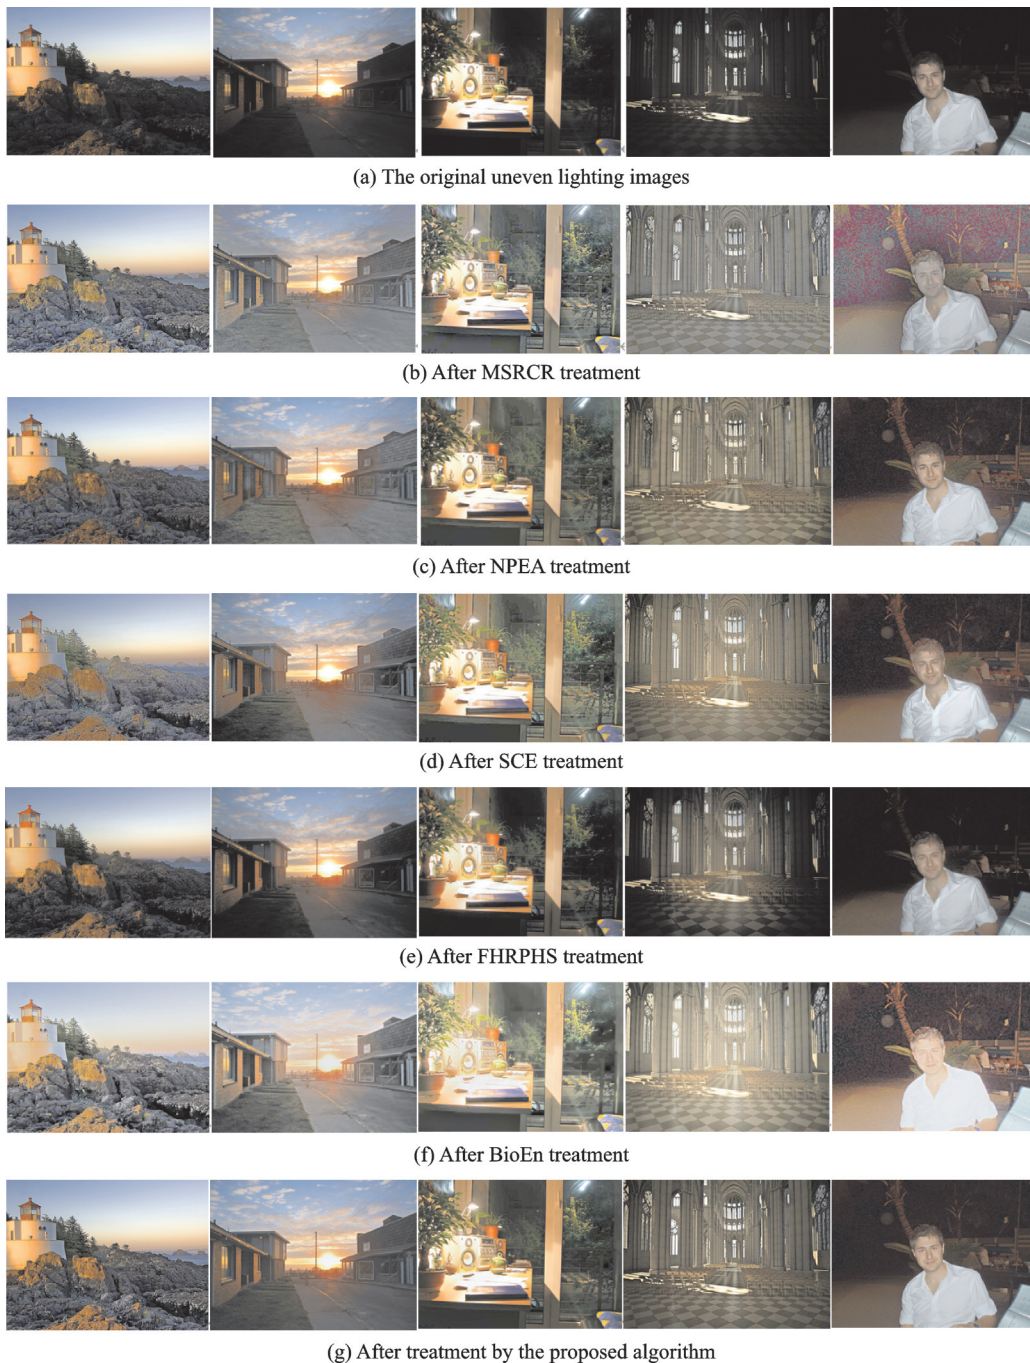 (a) The original uneven lighting images
(b) After MSRCR treatment
(c) After NPEA treatment
(d) After SCE treatment
(e) After FHRPHS treatment
(f) After BioEn treatment
(g) After treatment by the proposed algorithm